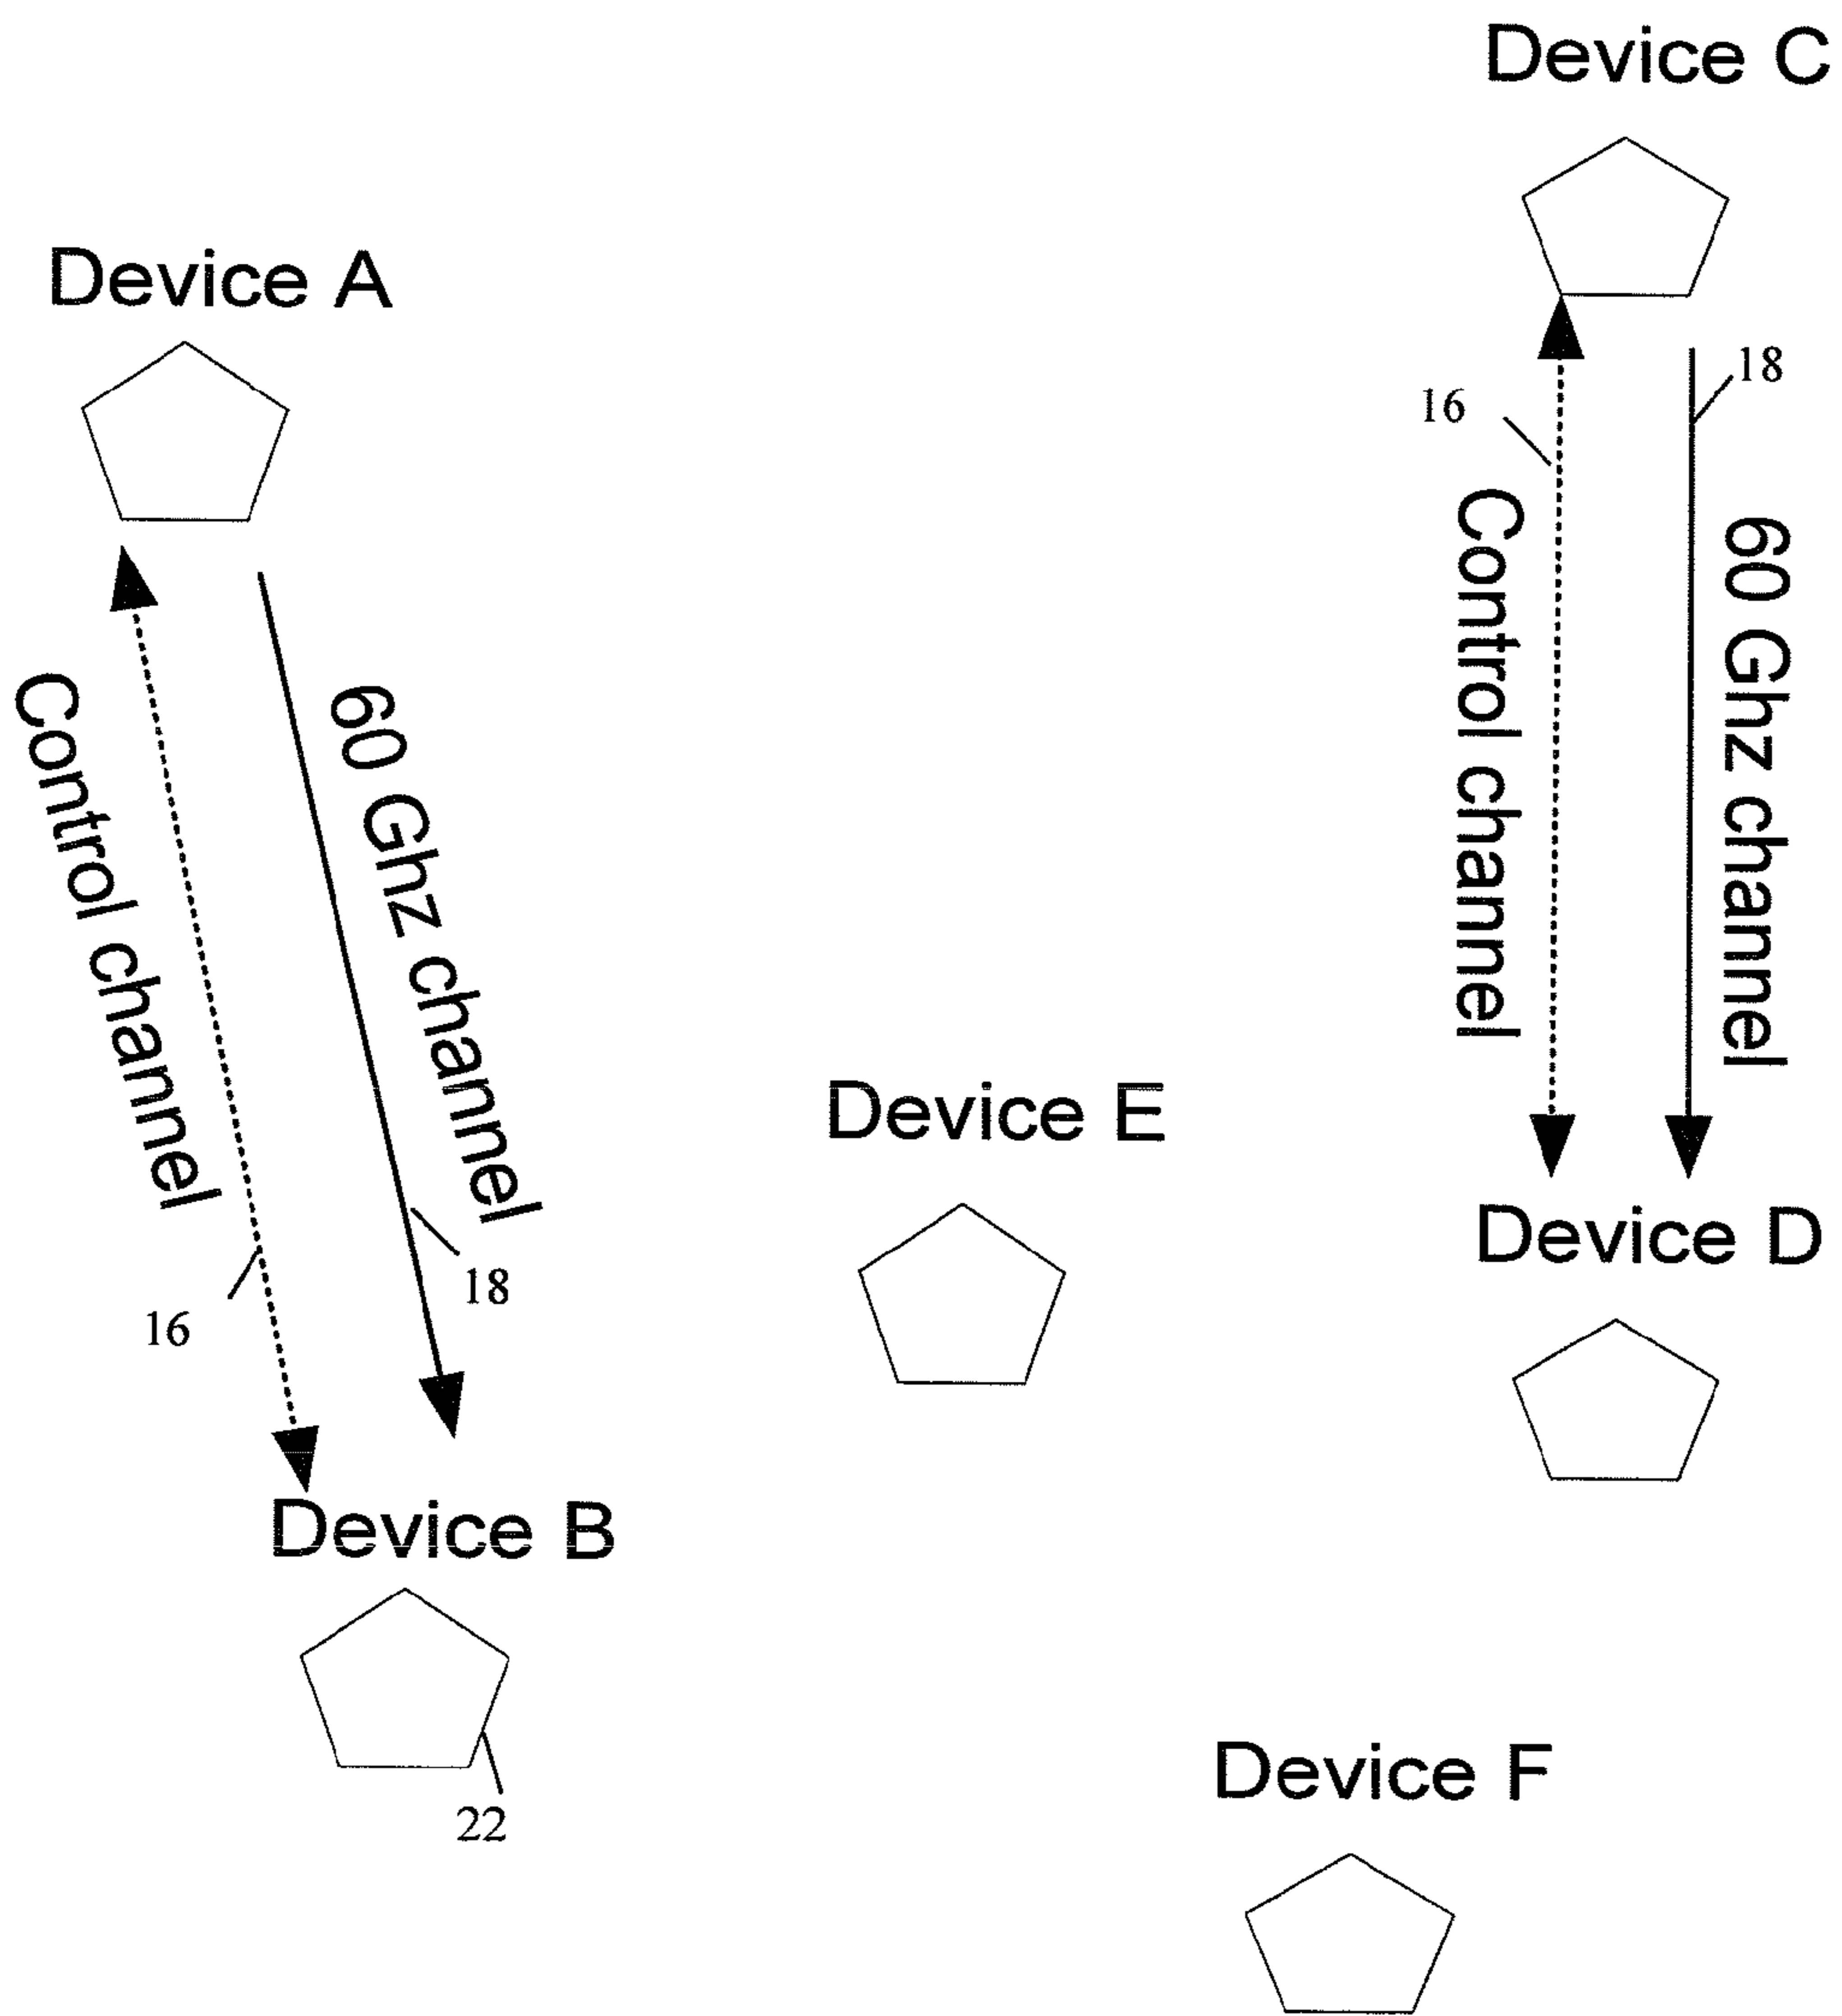 Device C
Device A
18
16
Control channel
60 Ghz channel
Control channel
60 Ghz channel
Device E
Device D
18
16
Device B
22
Device F